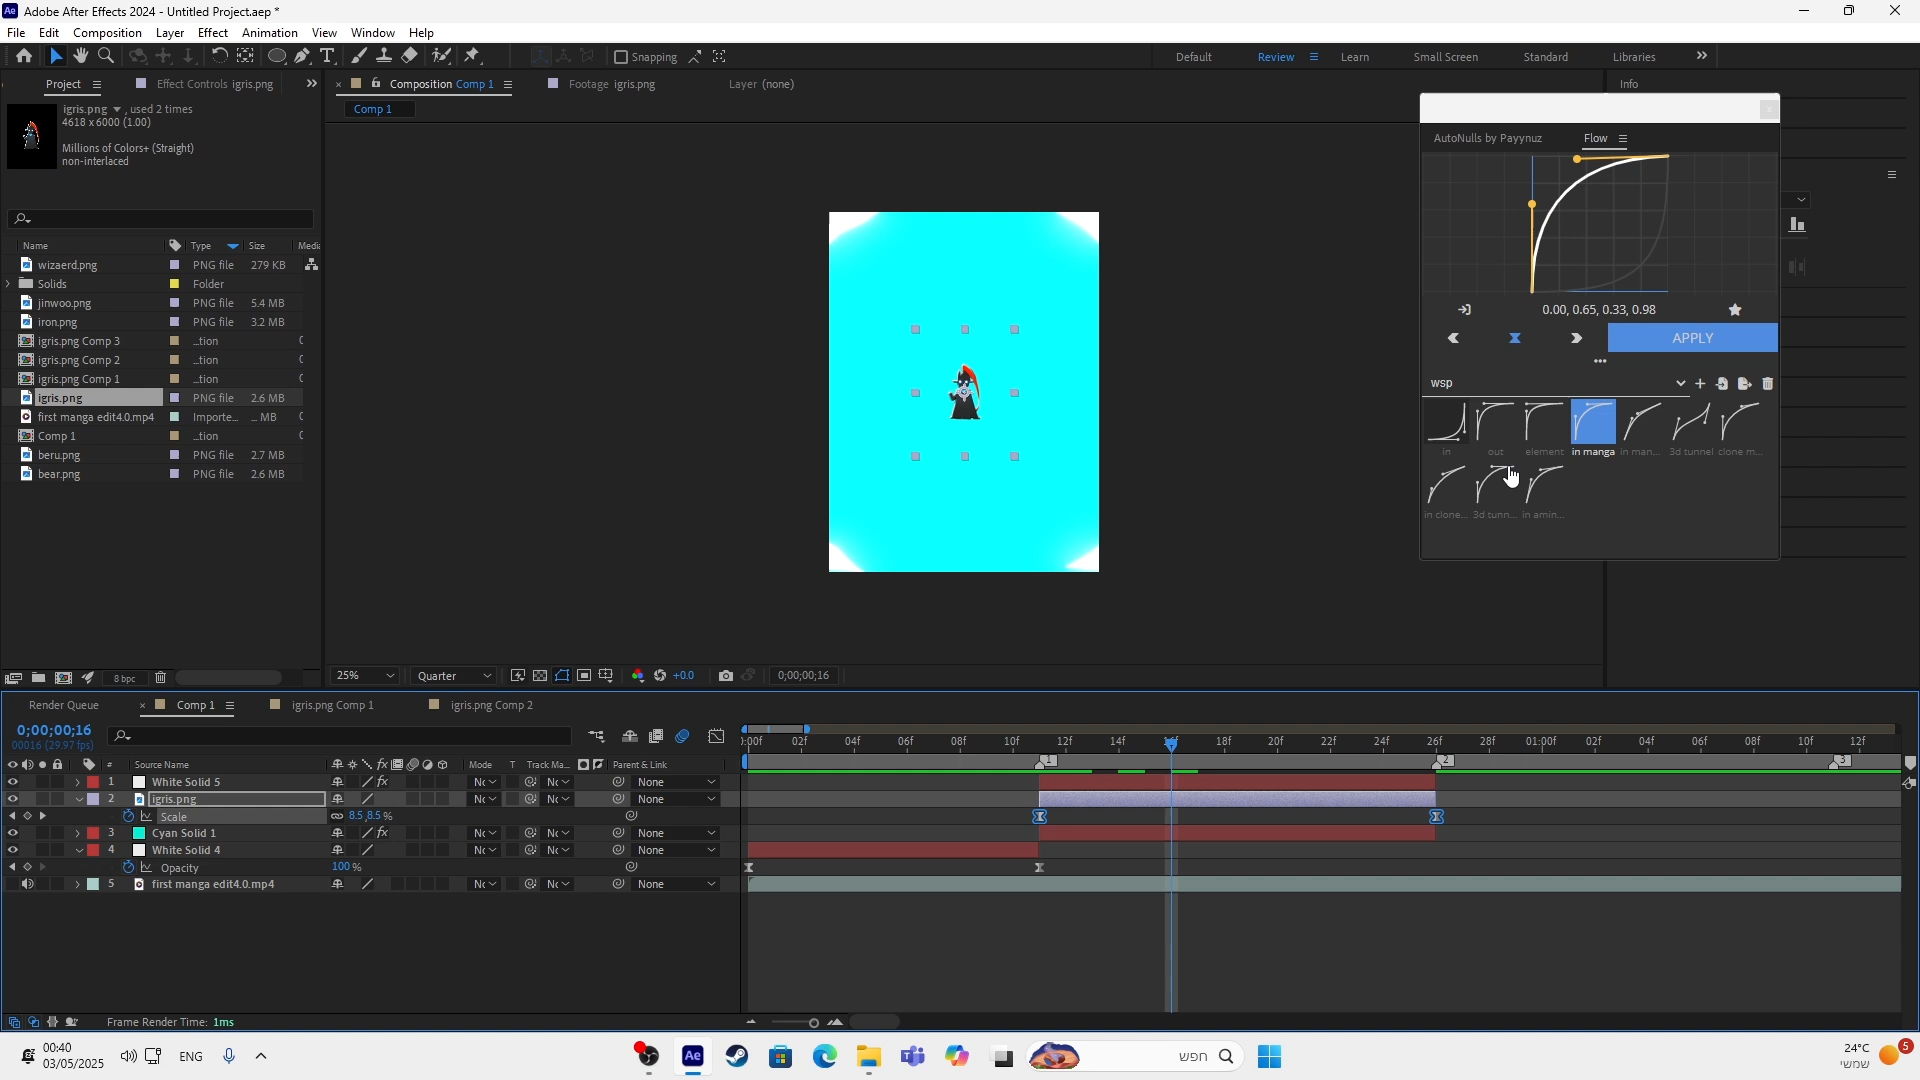 Adobe After Effects 2024 - Untitled Project.aep *
File Edit Composition Layer Effect Animation View Window Help
Snapping
Default Review Learn Small Screen Standard Libraries
Project Effect Controls igris.png
Composition Comp 1 Footage igris.png Layer (none)
Info
Comp 1
igris.png , used 2 times
4618 x 6000 (1.00)
Millions of Colors+ (Straight)
non-interlaced
AutoNulls by Payynuz Flow
0.00, 0.65, 0.33, 0.98
APPLY
wsp
in out element in manga in man... 3d tunnel clone m...
in clone... 3d tunn... in amin...
Name Type Size Media
wizaerd.png PNG file 279 KB
Solids Folder
jinwoo.png PNG file 5.4 MB
iron.png PNG file 3.2 MB
igris.png Comp 3 ...tion
igris.png Comp 2 ...tion
igris.png Comp 1 ...tion
igris.png PNG file 2.6 MB
first manga edit4.0.mp4 Importe... ... MB
Comp 1 ...tion
beru.png PNG file 2.7 MB
bear.png PNG file 2.6 MB
8 bpc
25% Quarter +0.0 0;00;00;16
Render Queue Comp 1 igris.png Comp 1 igris.png Comp 2
0;00;00;16
00016 (29.97 fps)
):00f 02f 04f 06f 08f 10f 12f 14f 16f 18f 20f 22f 24f 26f 28f 01:00f 02f 04f 06f 08f 10f 12f
1 2 3
# Source Name fx Mode T Track Ma... Parent & Link
1 White Solid 5 fx Nc Nc None
2 igris.png Nc Nc None
Scale 8.5,8.5%
3 Cyan Solid 1 fx Nc Nc None
4 White Solid 4 Nc Nc None
Opacity 100%
5 first manga edit4.0.mp4 Nc Nc None
Frame Render Time: 1ms
00:40
03/05/2025
ENG
Ae
חפש
24°C
שמשי
5